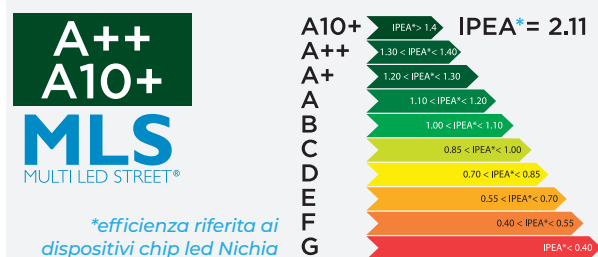 A++
A10+
MLS
MULTI LED STREET®
*efficienza riferita ai
dispositivi chip led Nichia
IPEA*= 2.11
A10+ IPEA*> 1.4
A++ 1.30 < IPEA*< 1.40
A+ 1.20 < IPEA*< 1.30
A 1.10 < IPEA*< 1.20
B 1.00 < IPEA*< 1.10
C 0.85 < IPEA*< 1.00
D 0.70 < IPEA*< 0.85
E 0.55 < IPEA*< 0.70
F 0.40 < IPEA*< 0.55
G IPEA*< 0.40